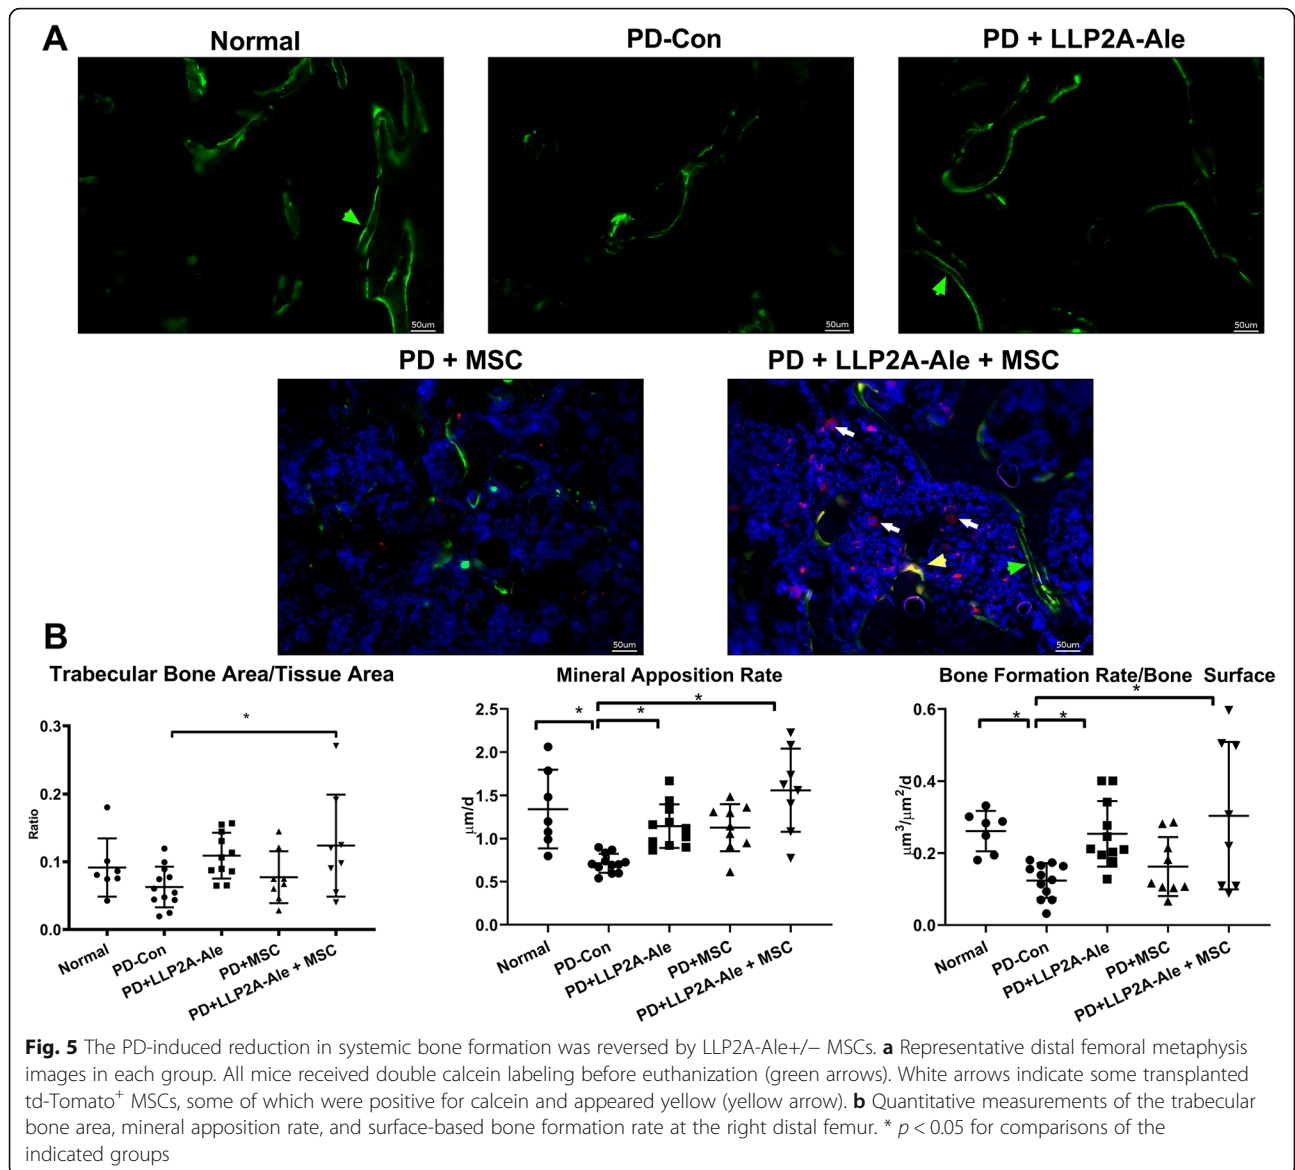 A
Normal
PD-Con
PD + LLP2A-Ale
50um
50um
50um
PD + MSC
PD + LLP2A-Ale + MSC
50um
50um
B
Trabecular Bone Area/Tissue Area
Ratio
0.3
0.2
0.1
0.0
*
Normal
PD-Con
PD+LLP2A-Ale
PD+MSC
PD+LLP2A-Ale + MSC
Mineral Apposition Rate
μm/d
2.5
2.0
1.5
1.0
0.5
0.0
*
*
*
Normal
PD-Con
PD+LLP2A-Ale
PD+MSC
PD+LLP2A-Ale + MSC
Bone Formation Rate/Bone Surface
μm³/μm²/d
0.6
0.4
0.2
0.0
*
*
*
Normal
PD-Con
PD+LLP2A-Ale
PD+MSC
PD+LLP2A-Ale + MSC
Fig. 5 The PD-induced reduction in systemic bone formation was reversed by LLP2A-Ale+/− MSCs. a Representative distal femoral metaphysis
images in each group. All mice received double calcein labeling before euthanization (green arrows). White arrows indicate some transplanted
td-Tomato⁺ MSCs, some of which were positive for calcein and appeared yellow (yellow arrow). b Quantitative measurements of the trabecular
bone area, mineral apposition rate, and surface-based bone formation rate at the right distal femur. * p < 0.05 for comparisons of the
indicated groups